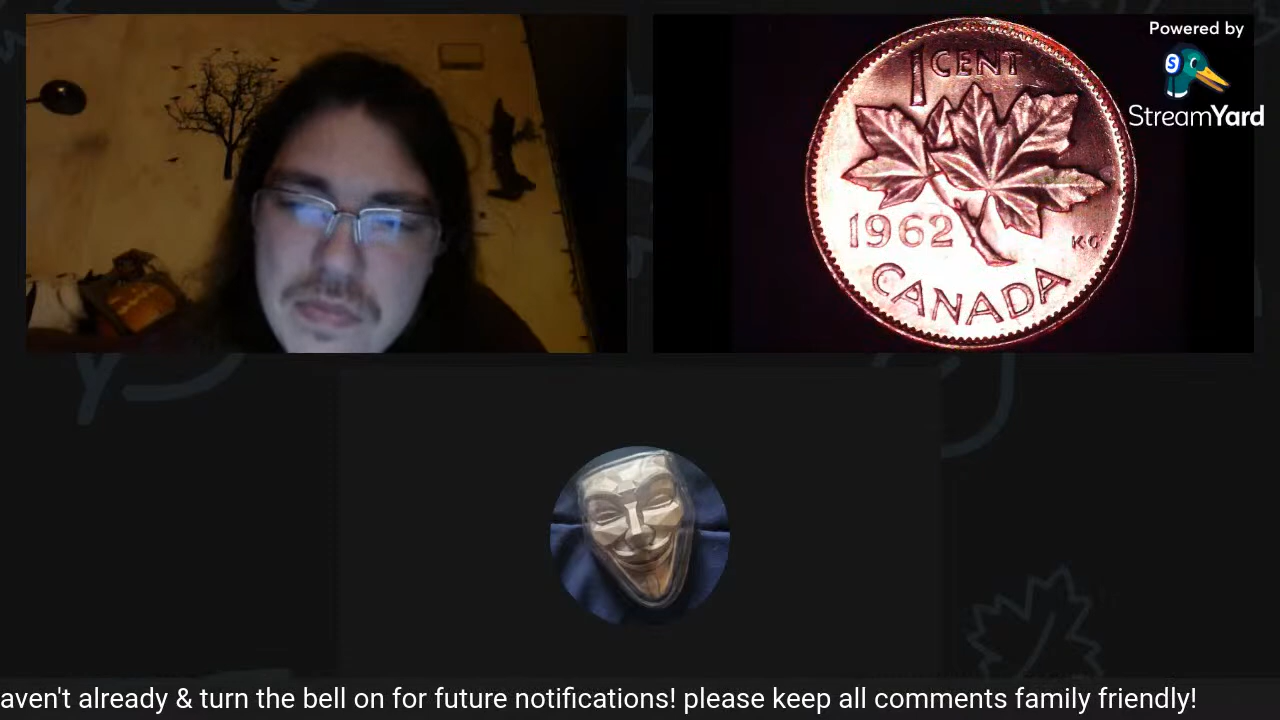 Powered by
StreamYard
1 CENT
1962
KG
CANADA
aven't already & turn the bell on for future notifications! please keep all comments family friendly!